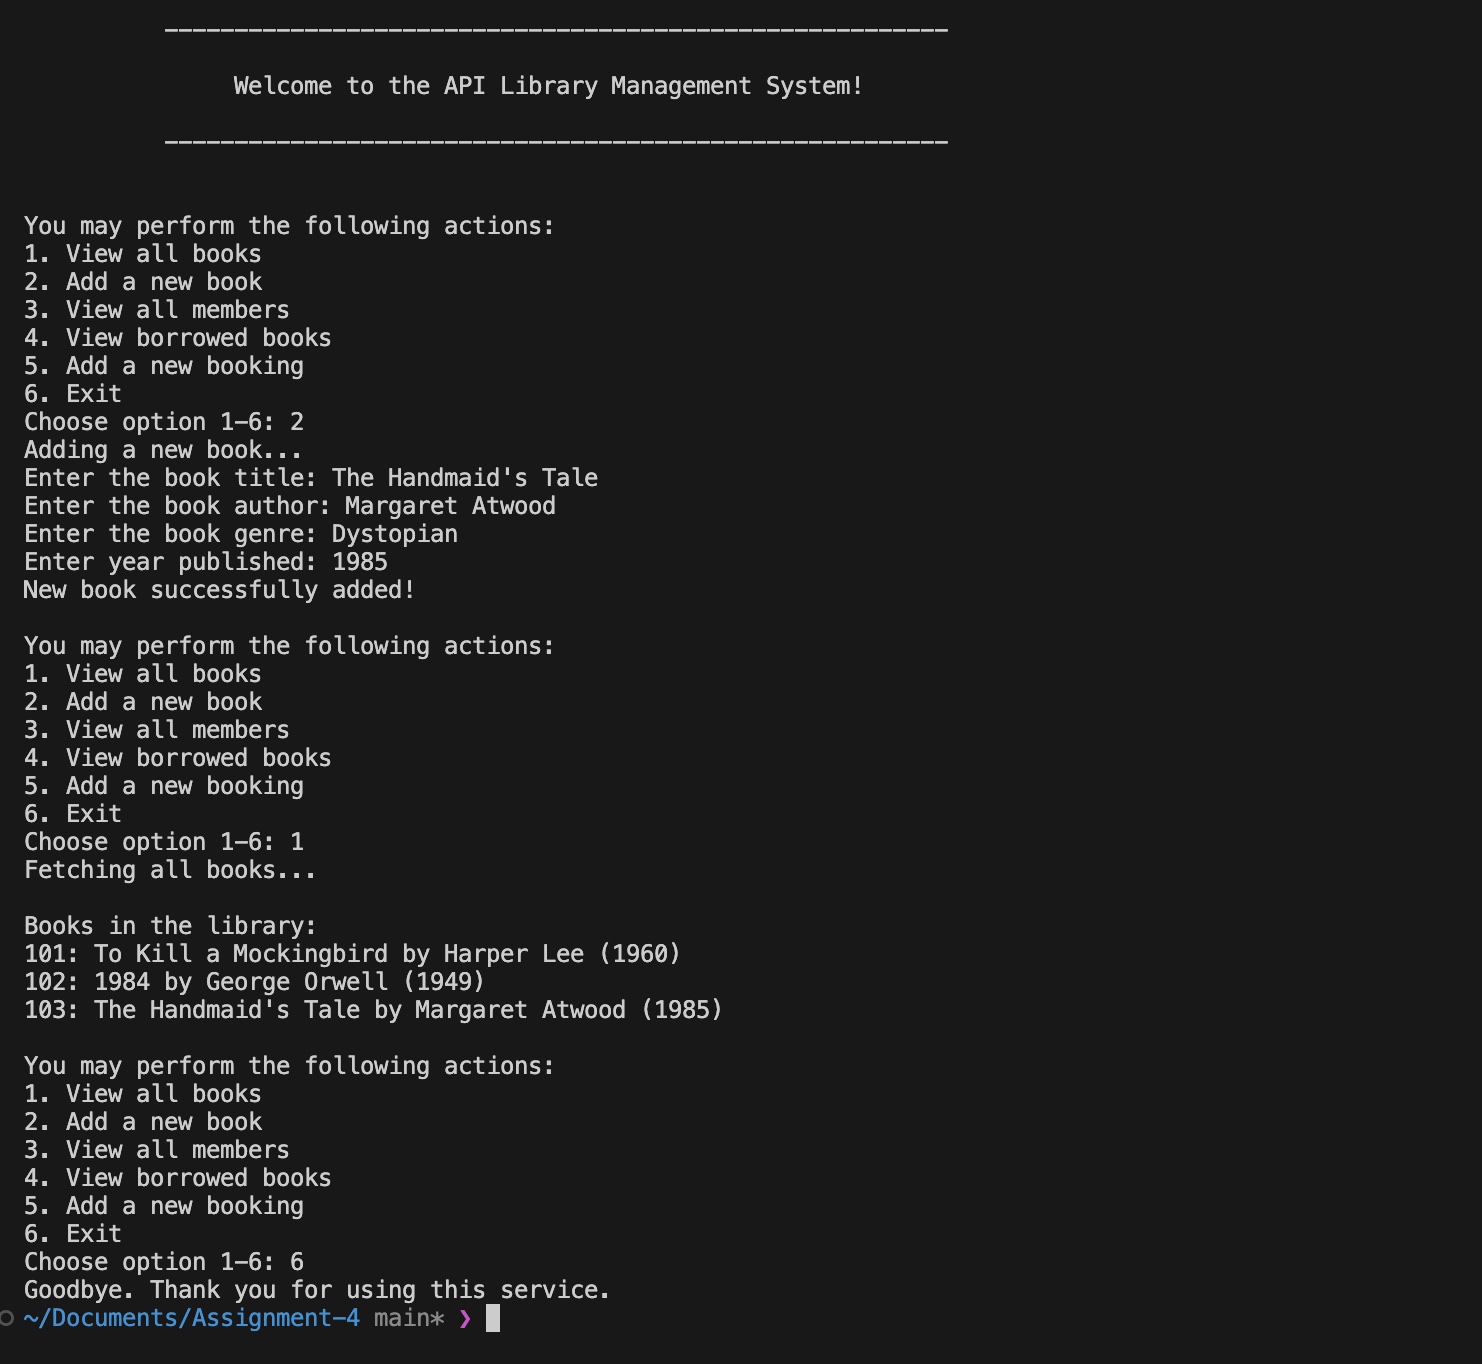 --------------------------------------------------------
Welcome to the API Library Management System!
--------------------------------------------------------
You may perform the following actions:
1. View all books
2. Add a new book
3. View all members
4. View borrowed books
5. Add a new booking
6. Exit
Choose option 1-6: 2
Adding a new book...
Enter the book title: The Handmaid's Tale
Enter the book author: Margaret Atwood
Enter the book genre: Dystopian
Enter year published: 1985
New book successfully added!
You may perform the following actions:
1. View all books
2. Add a new book
3. View all members
4. View borrowed books
5. Add a new booking
6. Exit
Choose option 1-6: 1
Fetching all books...
Books in the library:
101: To Kill a Mockingbird by Harper Lee (1960)
102: 1984 by George Orwell (1949)
103: The Handmaid's Tale by Margaret Atwood (1985)
You may perform the following actions:
1. View all books
2. Add a new book
3. View all members
4. View borrowed books
5. Add a new booking
6. Exit
Choose option 1-6: 6
Goodbye. Thank you for using this service.
~/Documents/Assignment-4 main* ❯